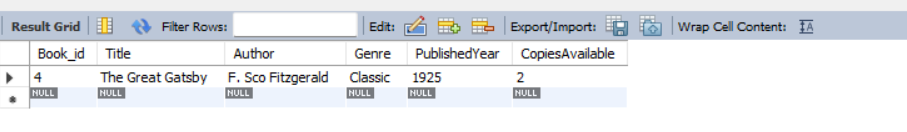 Result Grid Filter Rows: Edit: Export/Import: Wrap Cell Content: IA
Book_id Title Author Genre PublishedYear CopiesAvailable
4 The Great Gatsby F. Sco Fitzgerald Classic 1925 2
NULL NULL NULL NULL NULL NULL